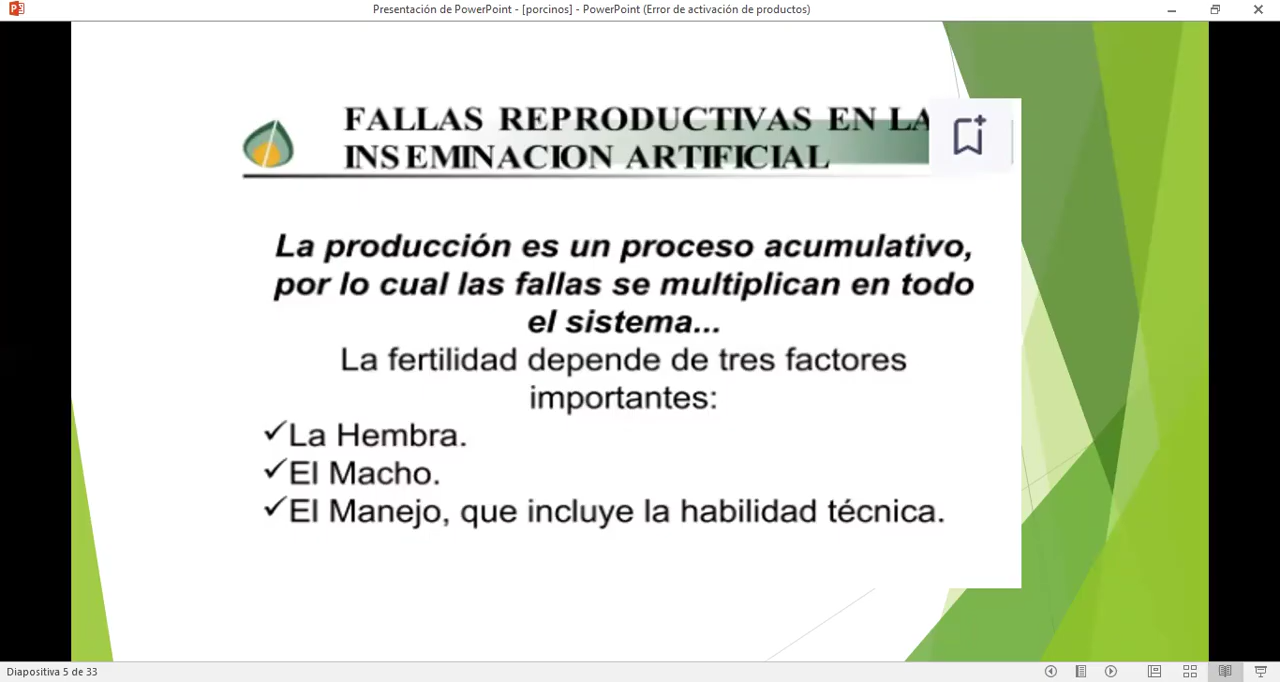 Presentación de PowerPoint - [porcinos] - PowerPoint (Error de activación de productos)
FALLAS REPRODUCTIVAS EN LA
INSEMINACION ARTIFICIAL
La producción es un proceso acumulativo,
por lo cual las fallas se multiplican en todo
el sistema...
La fertilidad depende de tres factores
importantes:
✓La Hembra.
✓El Macho.
✓El Manejo, que incluye la habilidad técnica.
Diapositiva 5 de 33